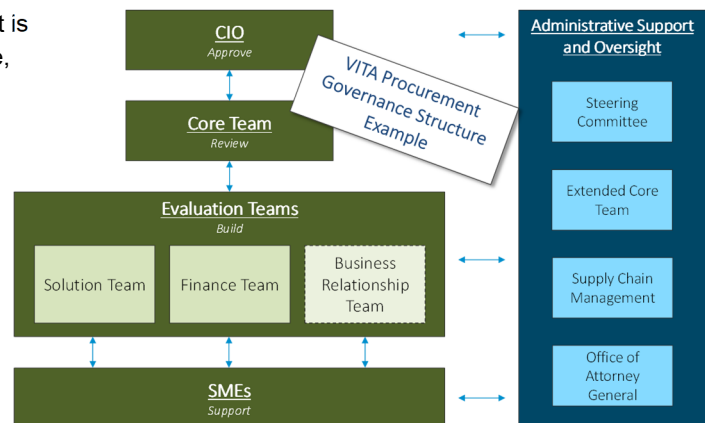 t is
e,
CIO
Approve
VITA Procurement
Governance Structure
Example
Core Team
Review
Evaluation Teams
Build
Solution Team
Finance Team
Business
Relationship
Team
SMEs
Support
Administrative Support
and Oversight
Steering
Committee
Extended Core
Team
Supply Chain
Management
Office of
Attorney
General